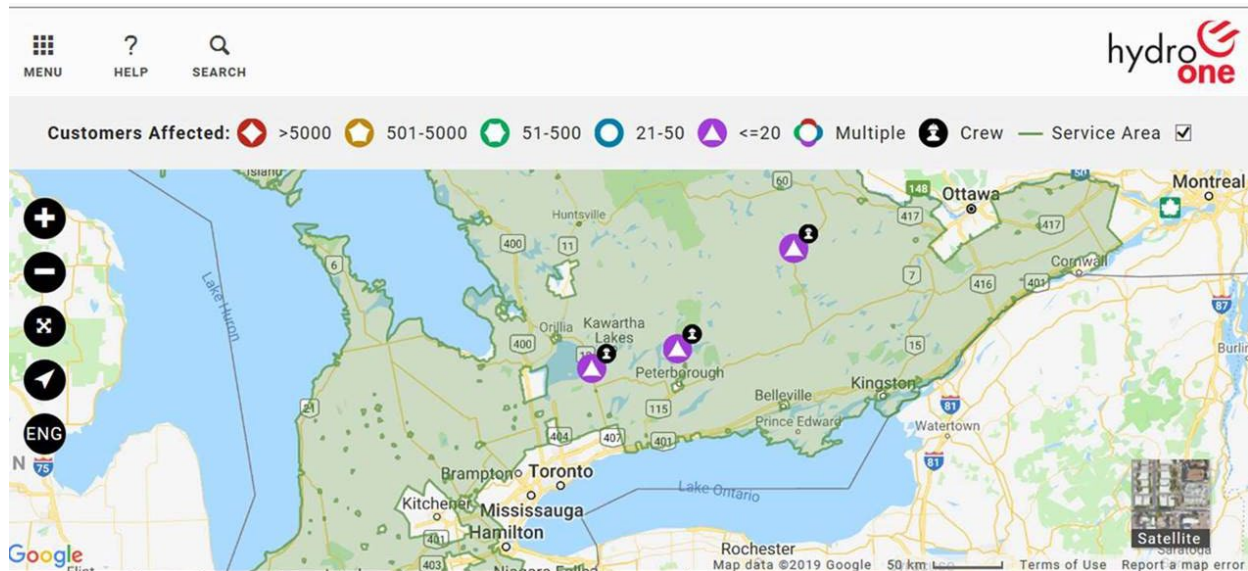 MENU
? HELP
SEARCH
hydro one
Customers Affected: >5000 501-5000 51-500 21-50 <=20 Multiple Crew Service Area
Island
60
50
Montreal
148
Ottawa
417
417
Huntsville
400
11
6
7
Cornwall
416
401
Lake Huron
87
Orillia
Kawartha Lakes
400
15
Peterborough
Kingston
Belleville
115
21
81
Prince Edward
Watertown
ENG
404
407
401
N
75
81
Brampton
Toronto
Lake Ontario
Kitchener
Mississauga
401
Hamilton
Satellite
Rochester
403
Google
Map data ©2019 Google
50 km
Terms of Use
Report a map error